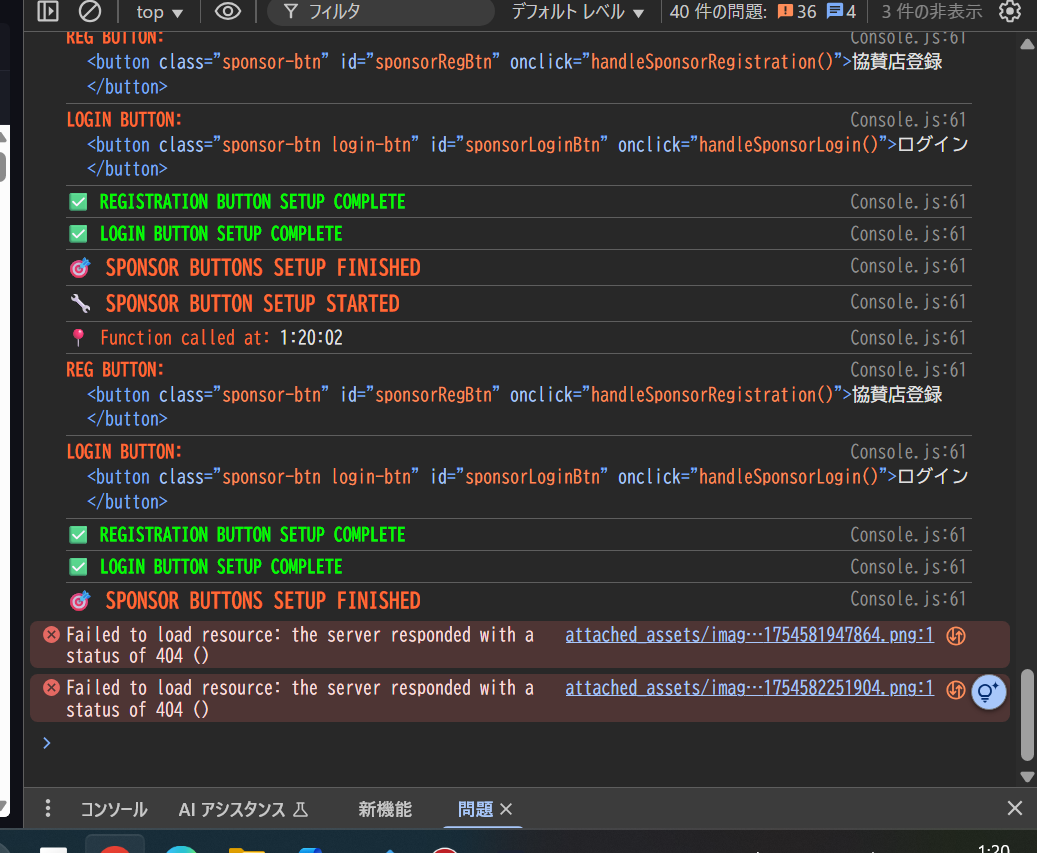 top ▼ フィルタ デフォルト レベル ▼ 40 件の問題: 36 4 3 件の非表示
REG BUTTON: Console.js:61
<button class="sponsor-btn" id="sponsorRegBtn" onclick="handleSponsorRegistration()">協賛店登録
</button>
LOGIN BUTTON: Console.js:61
<button class="sponsor-btn login-btn" id="sponsorLoginBtn" onclick="handleSponsorLogin()">ログイン
</button>
✅ REGISTRATION BUTTON SETUP COMPLETE Console.js:61
✅ LOGIN BUTTON SETUP COMPLETE Console.js:61
🎯 SPONSOR BUTTONS SETUP FINISHED Console.js:61
🔧 SPONSOR BUTTON SETUP STARTED Console.js:61
📍 Function called at: 1:20:02 Console.js:61
REG BUTTON: Console.js:61
<button class="sponsor-btn" id="sponsorRegBtn" onclick="handleSponsorRegistration()">協賛店登録
</button>
LOGIN BUTTON: Console.js:61
<button class="sponsor-btn login-btn" id="sponsorLoginBtn" onclick="handleSponsorLogin()">ログイン
</button>
✅ REGISTRATION BUTTON SETUP COMPLETE Console.js:61
✅ LOGIN BUTTON SETUP COMPLETE Console.js:61
🎯 SPONSOR BUTTONS SETUP FINISHED Console.js:61
Failed to load resource: the server responded with a attached_assets/imag…1754581947864.png:1
status of 404 ()
Failed to load resource: the server responded with a attached_assets/imag…1754582251904.png:1
status of 404 ()
>
コンソール AI アシスタンス 新機能 問題 ×
1:20